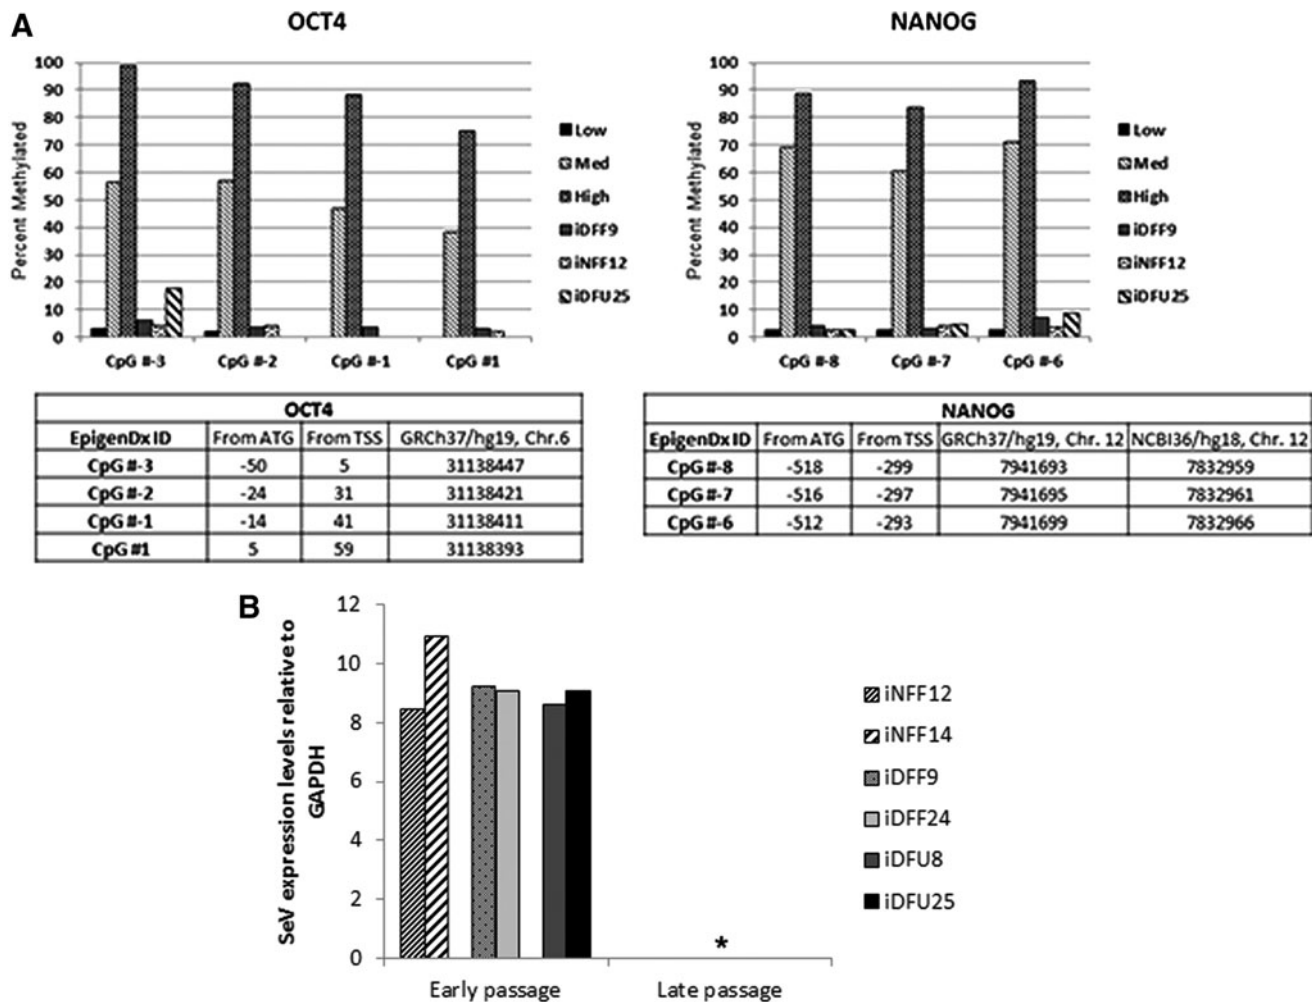 A
OCT4
NANOG
Percent Methylated
100
90
80
70
60
50
40
30
20
10
0
CpG #-3 CpG #-2 CpG #-1 CpG #1
Low
Med
High
iDFF9
iNFF12
iDFU25
Percent Methylated
100
90
80
70
60
50
40
30
20
10
0
CpG #-8 CpG #-7 CpG #-6
Low
Med
High
iDFF9
iNFF12
iDFU25
OCT4
EpigenDx ID From ATG From TSS GRCh37/hg19, Chr.6
CpG #-3 -50 5 31138447
CpG #-2 -24 31 31138421
CpG #-1 -14 41 31138411
CpG #1 5 59 31138393
NANOG
EpigenDx ID From ATG From TSS GRCh37/hg19, Chr. 12 NCBI36/hg18, Chr. 12
CpG #-8 -518 -299 7941693 7832959
CpG #-7 -516 -297 7941695 7832961
CpG #-6 -512 -293 7941699 7832966
B
SeV expression levels relative to
GAPDH
12
10
8
6
4
2
0
*
Early passage Late passage
iNFF12
iNFF14
iDFF9
iDFF24
iDFU8
iDFU25